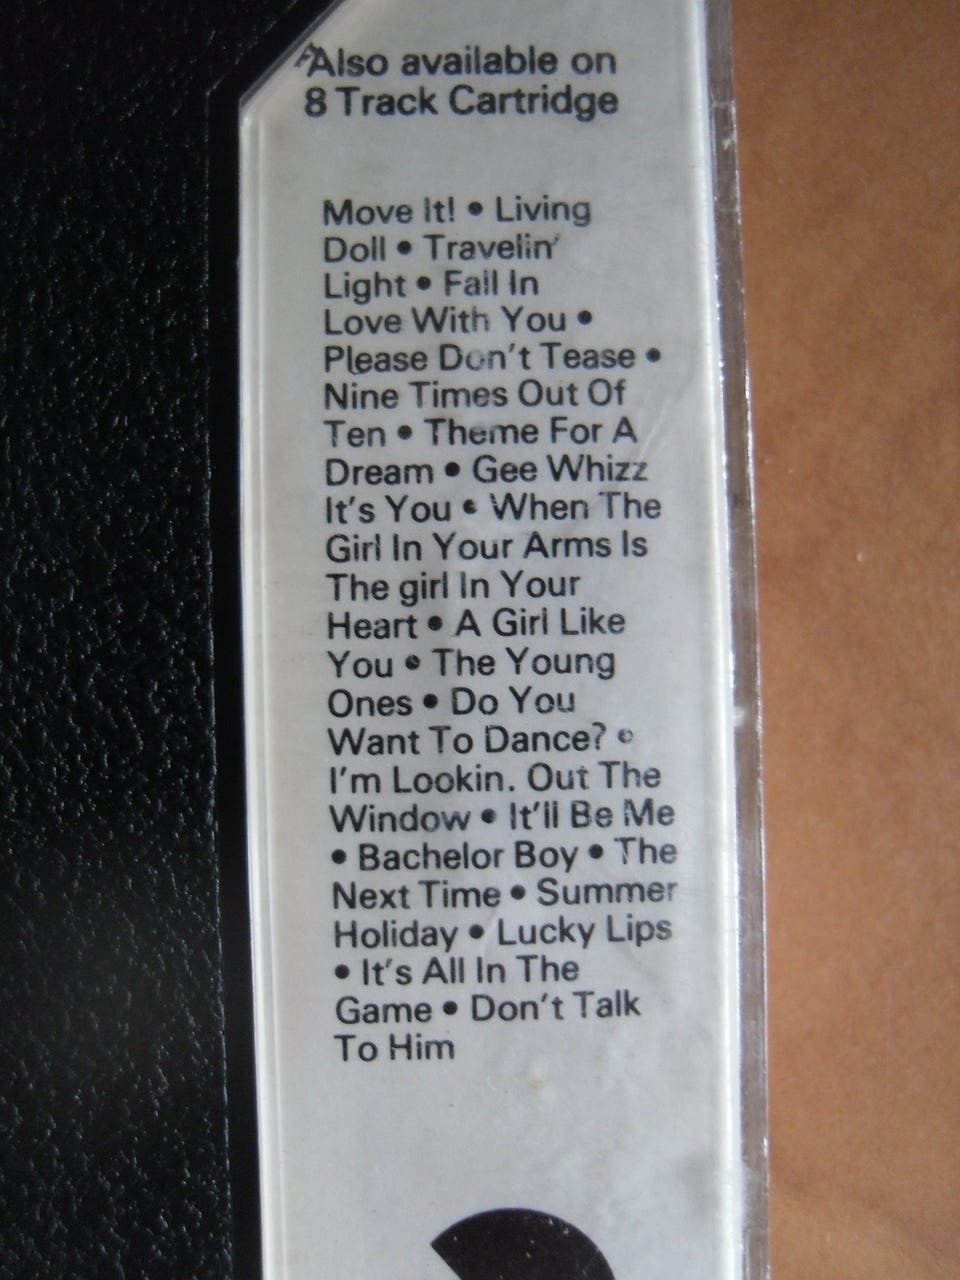 Also available on
8 Track Cartridge
Move It! • Living
Doll • Travelin'
Light • Fall In
Love With You •
Please Don't Tease •
Nine Times Out Of
Ten • Theme For A
Dream • Gee Whizz
It's You • When The
Girl In Your Arms Is
The girl In Your
Heart • A Girl Like
You • The Young
Ones • Do You
Want To Dance? •
I'm Lookin. Out The
Window • It'll Be Me
• Bachelor Boy • The
Next Time • Summer
Holiday • Lucky Lips
• It's All In The
Game • Don't Talk
To Him